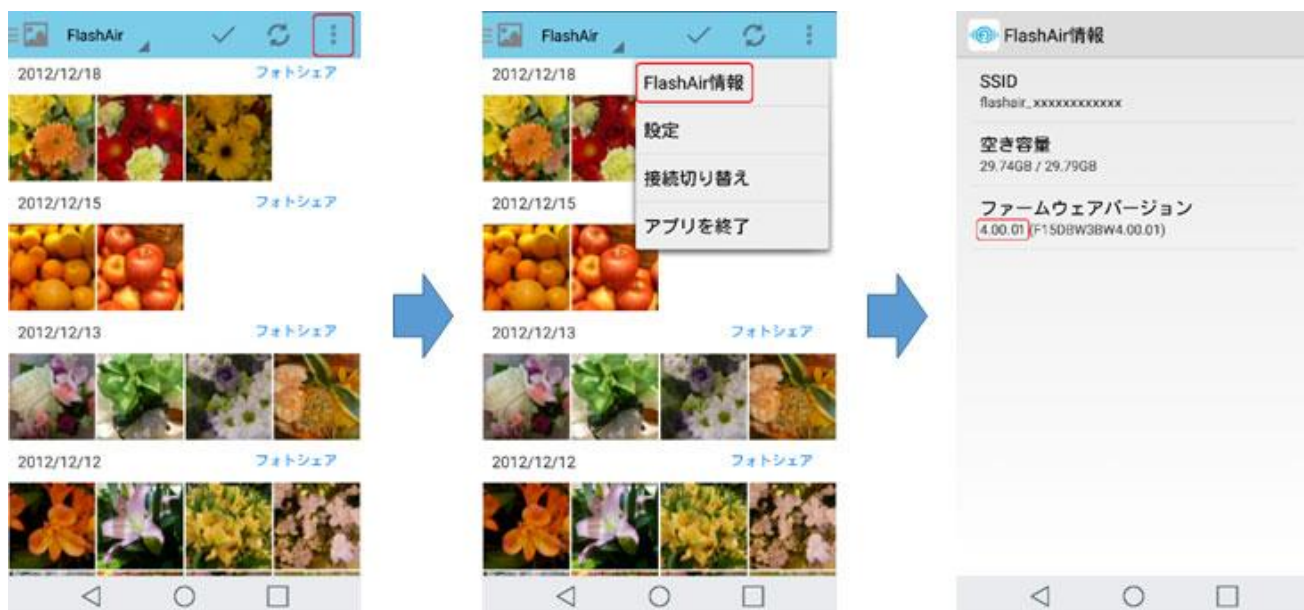 FlashAir
2012/12/18
フォトシェア
2012/12/15
フォトシェア
2012/12/13
フォトシェア
2012/12/12
フォトシェア
FlashAir
2012/12/18
FlashAir情報
設定
接続切り替え
アプリを終了
2012/12/15
2012/12/13
フォトシェア
2012/12/12
フォトシェア
FlashAir情報
SSID
flashair_xxxxxxxxxxxx
空き容量
29.74GB / 29.79GB
ファームウェアバージョン
4.00.01 (F15DBW3BW4.00.01)